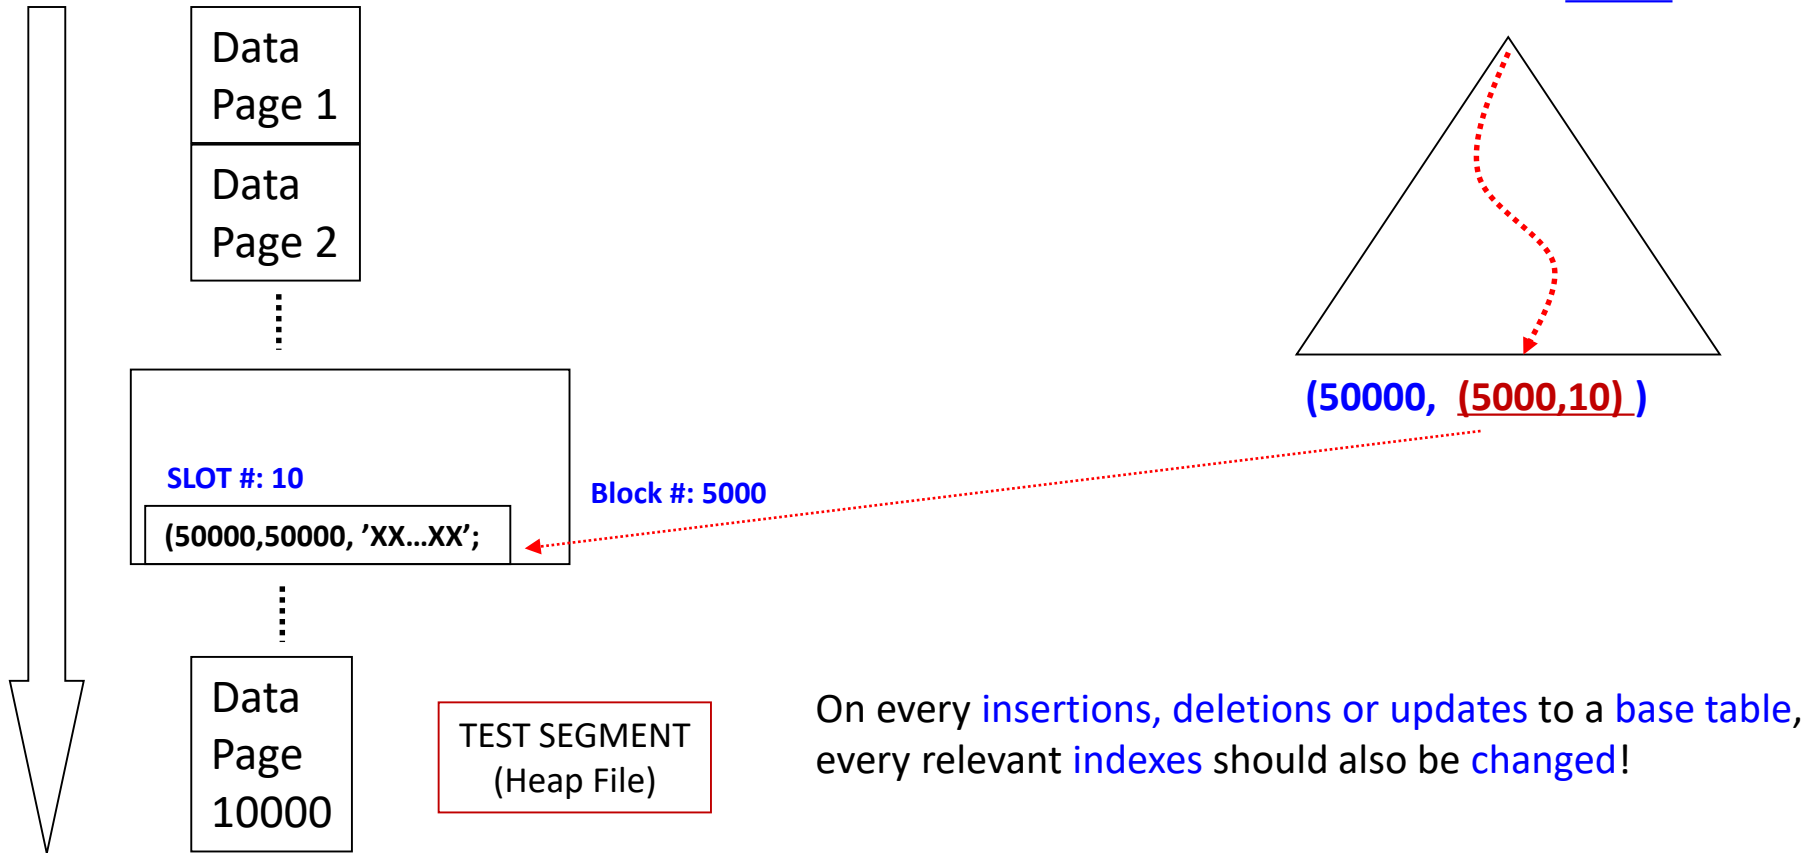 Data
Page 1
Data
Page 2
(50000, (5000,10) )
SLOT #: 10
Block #: 5000
(50000,50000, ’XX...XX’;
Data
Page
10000
TEST SEGMENT
(Heap File)
On every insertions, deletions or updates to a base table,
every relevant indexes should also be changed!